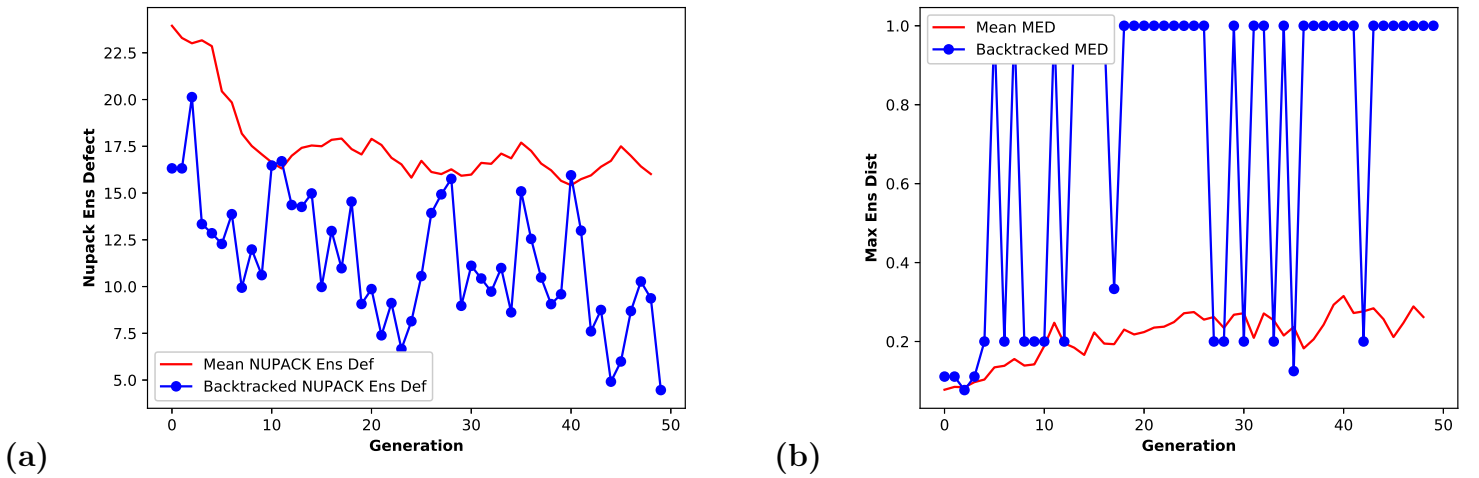 22.5
20.0
17.5
15.0
12.5
10.0
7.5
5.0
Nupack Ens Defect
Mean NUPACK Ens Def
Backtracked NUPACK Ens Def
0 10 20 30 40 50
Generation
(a)
1.0
0.8
0.6
0.4
0.2
Max Ens Dist
Mean MED
Backtracked MED
0 10 20 30 40 50
Generation
(b)